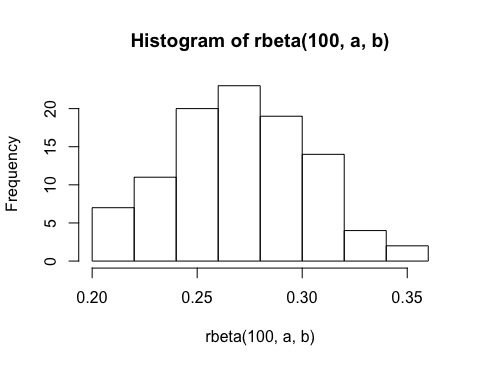 Histogram of rbeta(100, a, b)
Frequency
20
15
10
5
0
0.20 0.25 0.30 0.35
rbeta(100, a, b)